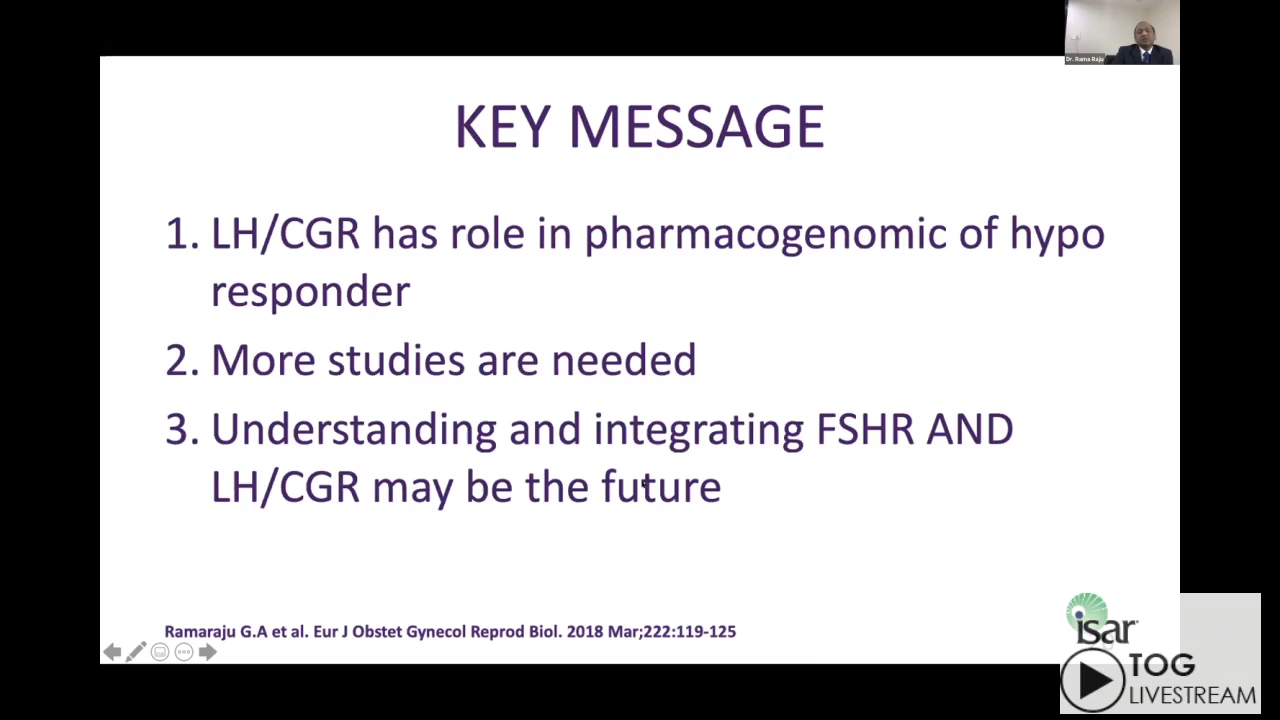 Dr. Rama Raju
KEY MESSAGE
1. LH/CGR has role in pharmacogenomic of hypo
responder
2. More studies are needed
3. Understanding and integrating FSHR AND
LH/CGR may be the future
Ramaraju G.A et al. Eur J Obstet Gynecol Reprod Biol. 2018 Mar;222:119-125
isar
TOG
LIVESTREAM